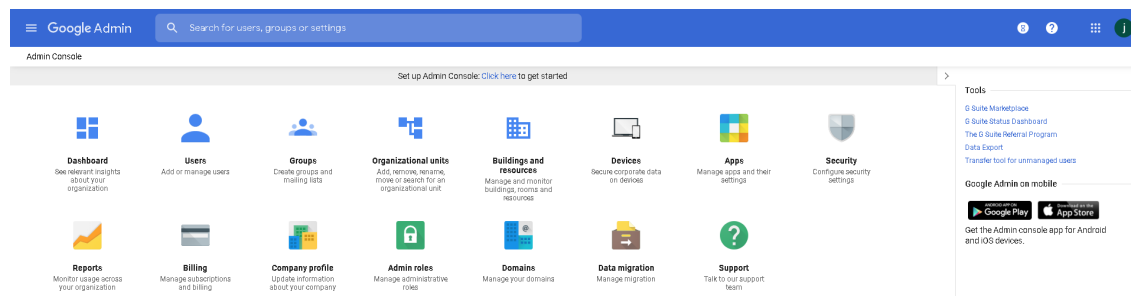 Google Admin
Search for users, groups or settings
j
Admin Console
Set up Admin Console: Click here to get started
Dashboard
See relevant insights
about your
organization
Users
Add or manage users
Groups
Create groups and
mailing lists
Organizational units
Add, remove, rename,
move or search for an
organizational unit
Buildings and
resources
Manage and monitor
buildings, rooms and
resources
Devices
Secure corporate data
on devices
Apps
Manage apps and their
settings
Security
Configure security
settings
Reports
Monitor usage across
your organization
Billing
Manage subscriptions
and billing
Company profile
Update information
about your company
Admin roles
Manage administrative
roles
Domains
Manage your domains
Data migration
Manage migration
Support
Talk to our support
team
Tools
G Suite Marketplace
G Suite Status Dashboard
The G Suite Referral Program
Data Export
Transfer tool for unmanaged users
Google Admin on mobile
ANDROID APP ON
Google Play
Download on the
App Store
Get the Admin console app for Android
and iOS devices.